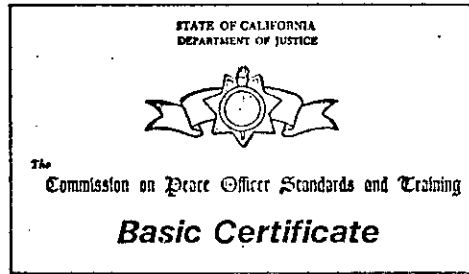 STATE OF CALIFORNIA
DEPARTMENT OF JUSTICE
The
Commission on Peace Officer Standards and Training
Basic Certificate